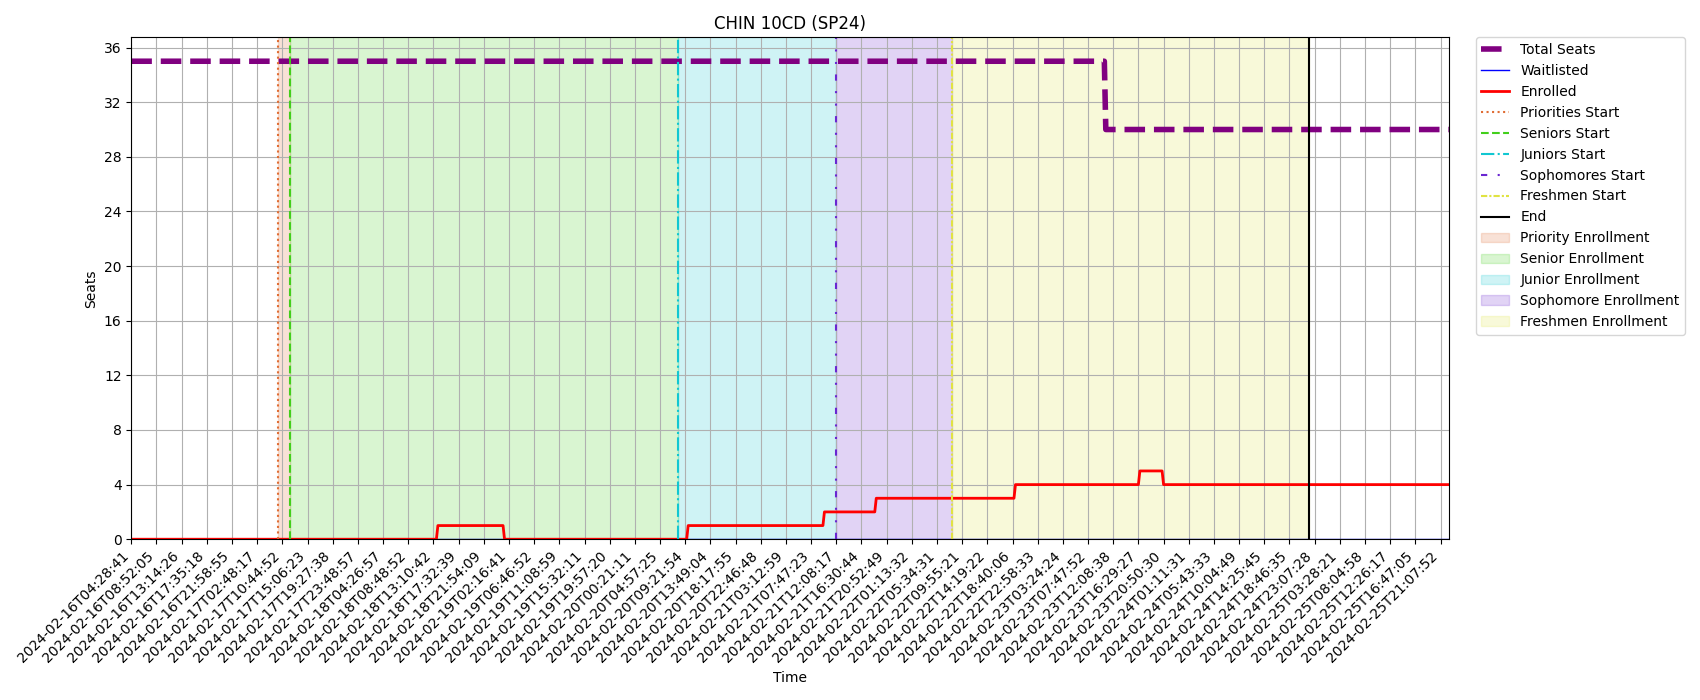 CHIN 10CD (SP24)
36
32
28
24
20
16
12
8
4
0
Seats
2024-02-16T04:28:41
2024-02-16T08:52:05
2024-02-16T13:14:26
2024-02-16T17:35:18
2024-02-16T21:58:55
2024-02-17T02:48:17
2024-02-17T10:44:52
2024-02-17T15:06:23
2024-02-17T19:27:38
2024-02-17T23:48:57
2024-02-18T04:26:57
2024-02-18T08:48:52
2024-02-18T13:10:42
2024-02-18T17:32:39
2024-02-18T21:54:09
2024-02-19T02:16:41
2024-02-19T06:46:52
2024-02-19T11:08:59
2024-02-19T15:32:11
2024-02-19T19:57:20
2024-02-20T00:21:11
2024-02-20T04:57:25
2024-02-20T09:21:54
2024-02-20T13:49:04
2024-02-20T18:17:55
2024-02-20T22:46:48
2024-02-21T03:12:59
2024-02-21T07:47:23
2024-02-21T12:08:17
2024-02-21T16:30:44
2024-02-21T20:52:49
2024-02-22T01:13:32
2024-02-22T05:34:31
2024-02-22T09:55:21
2024-02-22T14:19:22
2024-02-22T18:40:06
2024-02-22T22:58:33
2024-02-23T03:24:24
2024-02-23T07:47:52
2024-02-23T12:08:38
2024-02-23T16:29:27
2024-02-23T20:50:30
2024-02-24T01:11:31
2024-02-24T05:43:33
2024-02-24T10:04:49
2024-02-24T14:25:45
2024-02-24T18:46:35
2024-02-24T23:07:28
2024-02-25T03:28:21
2024-02-25T08:04:58
2024-02-25T12:26:17
2024-02-25T16:47:05
2024-02-25T21:07:52
Time
Total Seats
Waitlisted
Enrolled
Priorities Start
Seniors Start
Juniors Start
Sophomores Start
Freshmen Start
End
Priority Enrollment
Senior Enrollment
Junior Enrollment
Sophomore Enrollment
Freshmen Enrollment